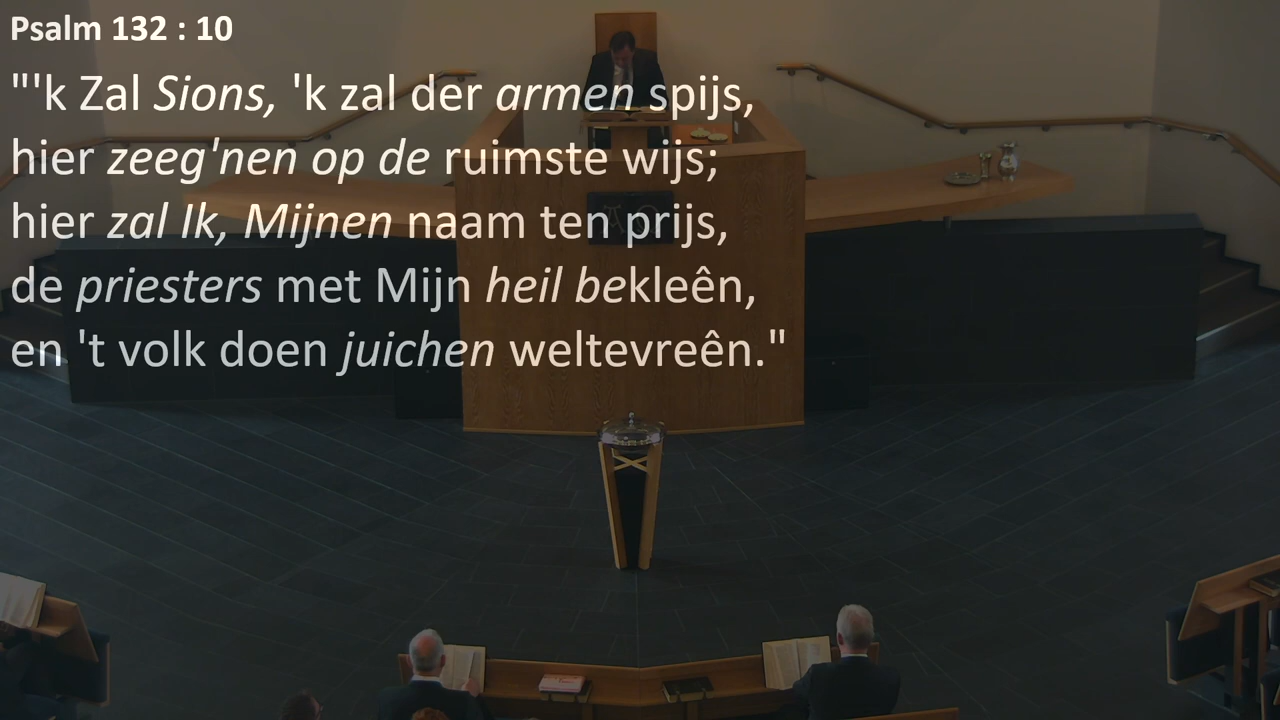 Psalm 132 : 10
"'k Zal Sions, 'k zal der armen spijs,
hier zeeg'nen op de ruimste wijs;
hier zal Ik, Mijnen naam ten prijs,
de priesters met Mijn heil bekleên,
en 't volk doen juichen weltevreên."